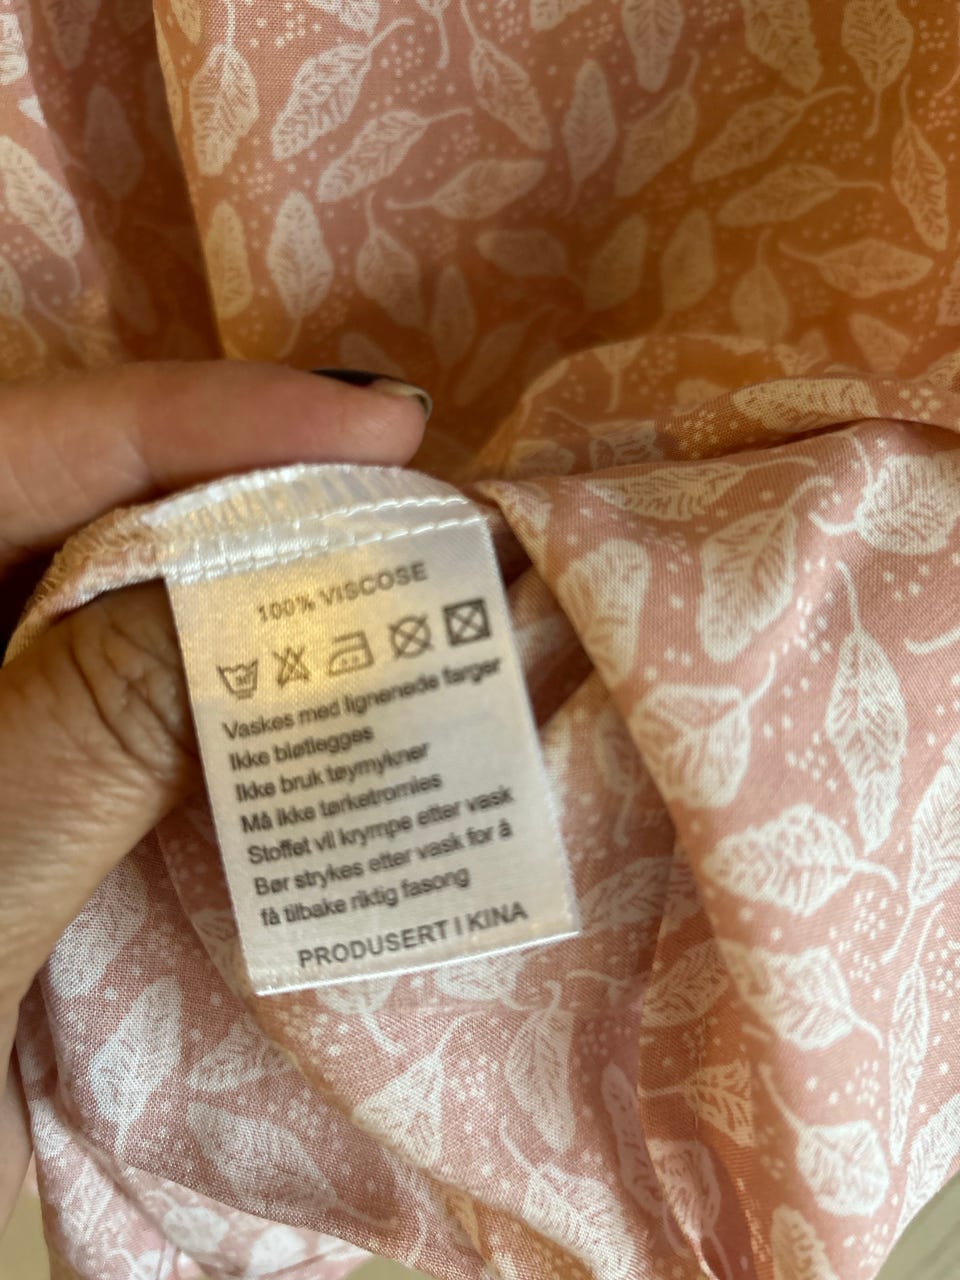 100% VISCOSE
Vaskes med lignenede farger
Ikke bløtlegges
Ikke bruk tøymykner
Må ikke tørketromles
Stoffet vil krympe etter vask
Bør strykes etter vask for å
få tilbake riktig fasong
PRODUSERT I KINA